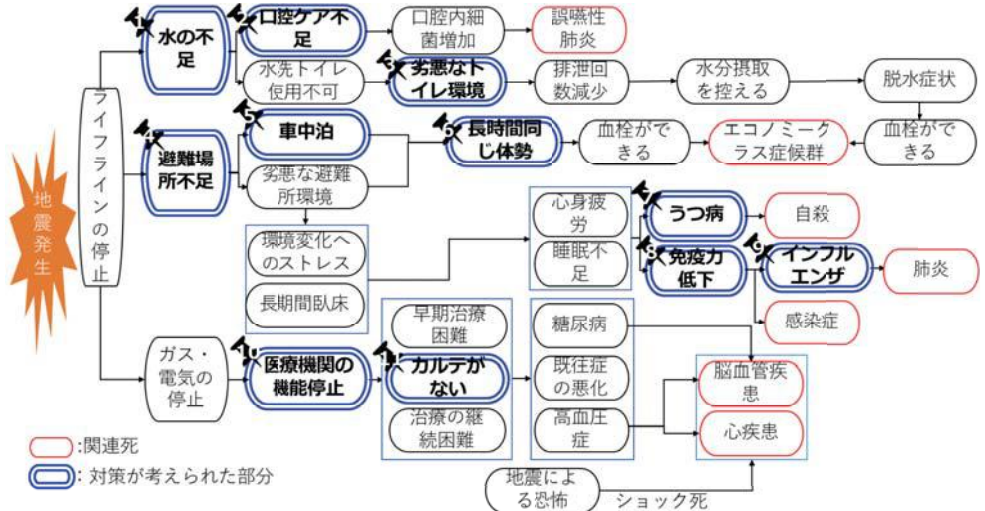 地震発生
ライフラインの停止
1
水の不
足
2
口腔ケア不
足
口腔内細
菌増加
誤嚥性
肺炎
水洗トイレ
使用不可
3
劣悪なト
イレ環境
排泄回
数減少
水分摂取
を控える
脱水症状
4
避難場
所不足
5
車中泊
劣悪な避難
所環境
6
長時間同
じ体勢
血栓がで
きる
エコノミーク
ラス症候群
血栓がで
きる
環境変化へ
のストレス
長期間臥床
心身疲
労
睡眠不
足
7
うつ病
自殺
8
免疫力
低下
9
インフル
エンザ
肺炎
感染症
ガス・
電気の
停止
10
医療機関の
機能停止
早期治療
困難
11
カルテが
ない
治療の継
続困難
糖尿病
既往症
の悪化
高血圧
症
脳血管疾
患
心疾患
地震によ
る恐怖
ショック死
:関連死
:対策が考えられた部分